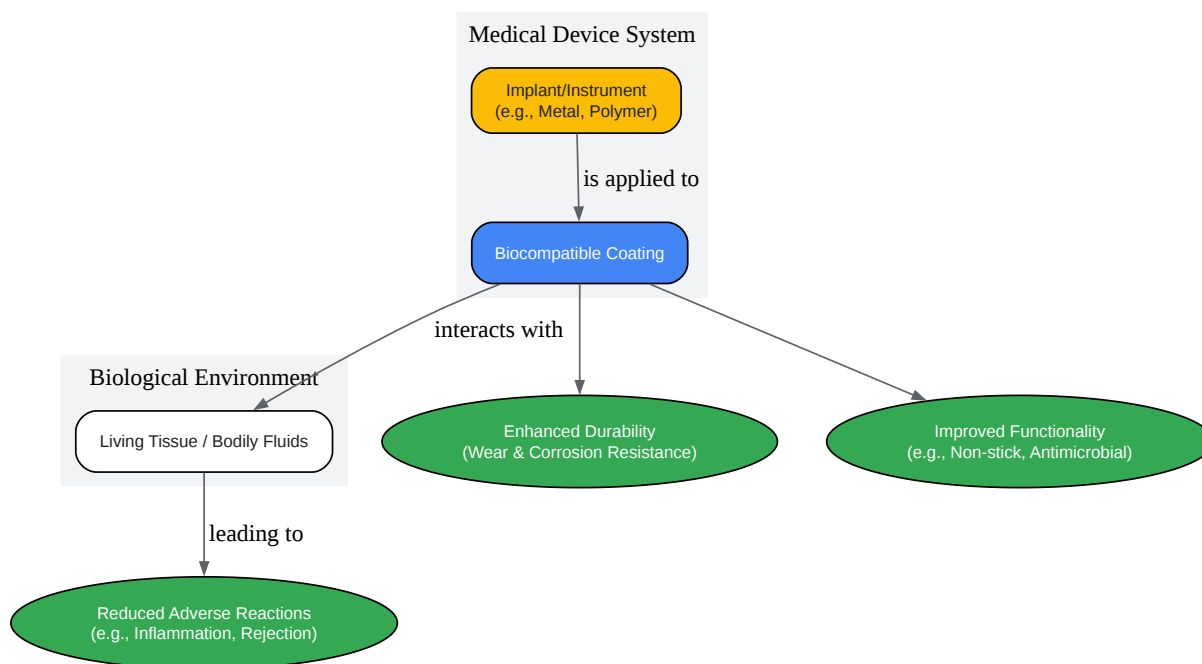 Medical Device System
Implant/Instrument
(e.g., Metal, Polymer)
is applied to
Biocompatible Coating
interacts with
Biological Environment
Living Tissue / Bodily Fluids
Enhanced Durability
(Wear & Corrosion Resistance)
Improved Functionality
(e.g., Non-stick, Antimicrobial)
leading to
Reduced Adverse Reactions
(e.g., Inflammation, Rejection)